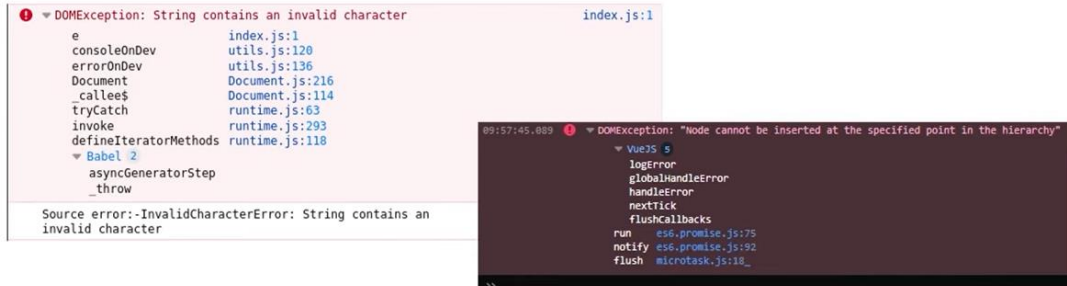 DOMException: String contains an invalid character index.js:1
e index.js:1
consoleOnDev utils.js:120
errorOnDev utils.js:136
Document Document.js:216
_callee$ Document.js:114
tryCatch runtime.js:63
invoke runtime.js:293
defineIteratorMethods runtime.js:118
Babel 2
asyncGeneratorStep
_throw
Source error:-InvalidCharacterError: String contains an
invalid character
09:57:45.089 DOMException: "Node cannot be inserted at the specified point in the hierarchy"
VueJS 5
logError
globalHandleError
handleError
nextTick
flushCallbacks
run es6.promise.js:75
notify es6.promise.js:92
flush microtask.js:18_
»